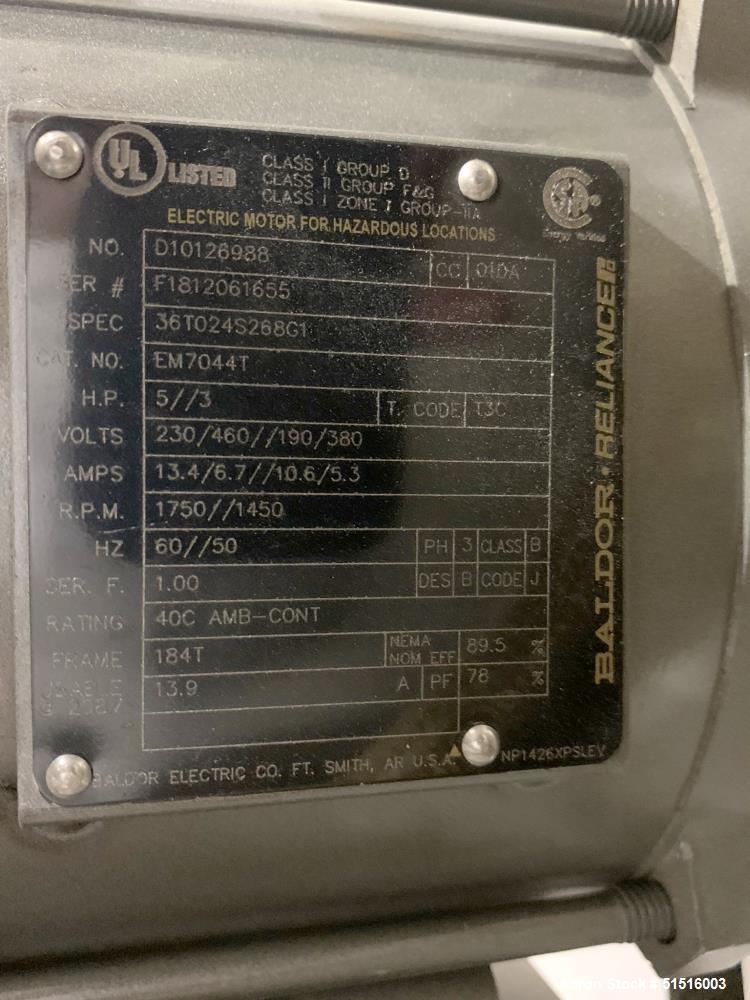 UL LISTED
CLASS I GROUP D
CLASS II GROUP F&G
CLASS I ZONE I GROUP-IIA
ELECTRIC MOTOR FOR HAZARDOUS LOCATIONS
NO. D10126988 CC 010A
SER # F1812061655
SPEC 36T024S268G1
CAT. NO. EM7044T
H.P. 5//3 T. CODE T3C
VOLTS 230/460//190/380
AMPS 13.4/6.7//10.6/5.3
R.P.M. 1750//1450
HZ 60//50 PH 3 CLASS B
SER. F. 1.00 DES B CODE J
RATING 40C AMB-CONT
FRAME 184T NEMA NOM EFF 89.5 %
USABLE @ 208V 13.9 A PF 78 %
BALDOR ELECTRIC CO. FT. SMITH, AR U.S.A.
NP1426XPSLEV
BALDOR · RELIANCE
Energy Verified
Stock # 51516003